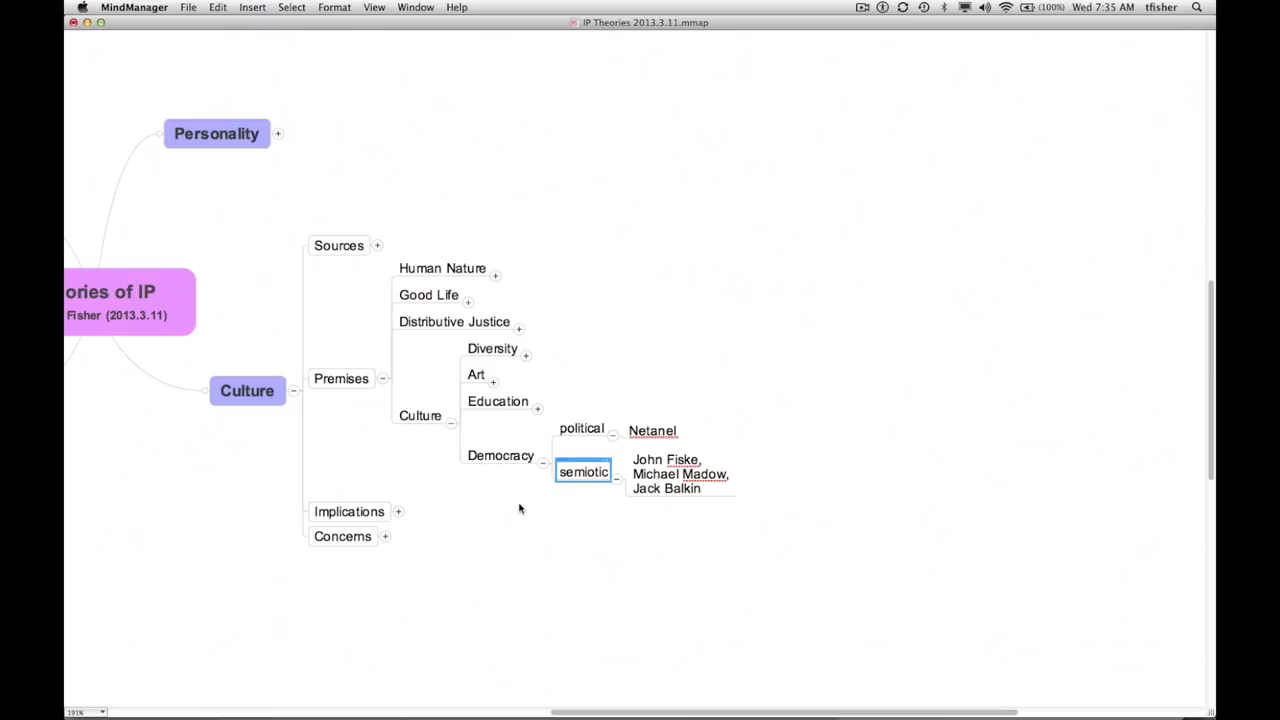 MindManager File Edit Insert Select Format View Window Help (100%) Wed 7:35 AM tfisher
IP Theories 2013.3.11.mmap
Personality
Sources
Human Nature
ories of IP
Good Life
Fisher (2013.3.11)
Distributive Justice
Diversity
Art
Premises
Culture
Education
Culture
political
Netanel
Democracy
semiotic
John Fiske,
Michael Madow,
Jack Balkin
Implications
Concerns
191%